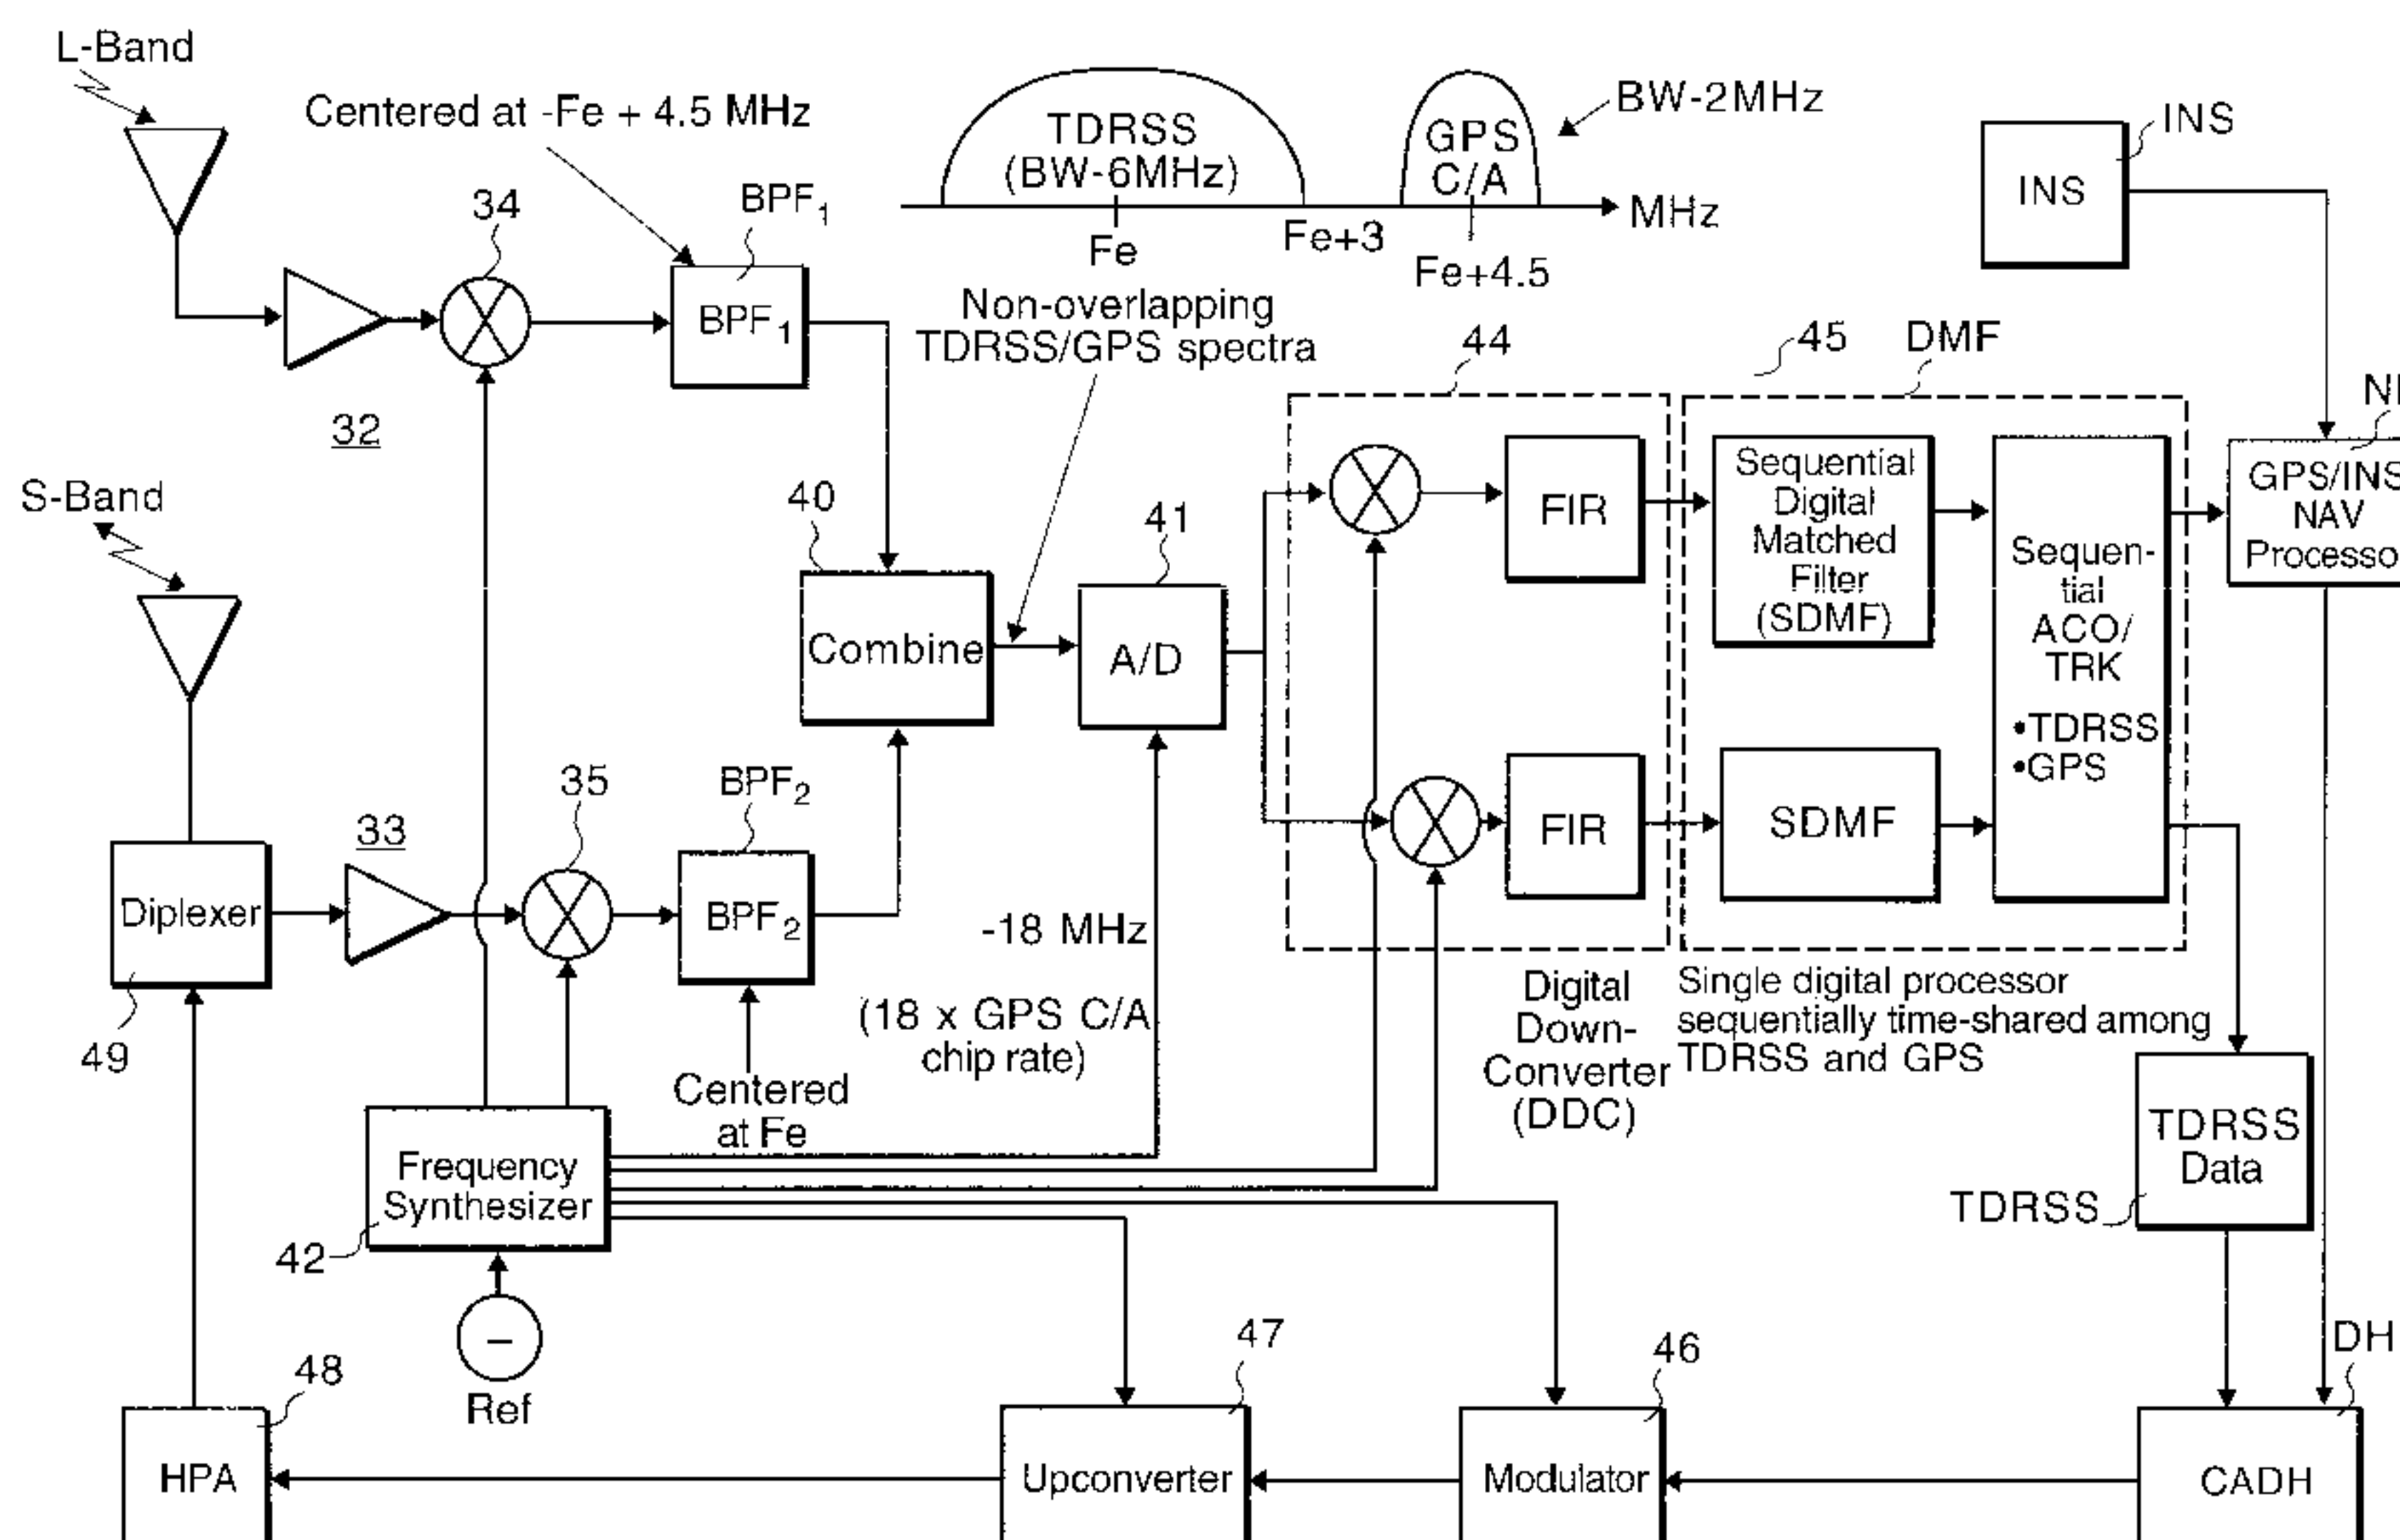 L-Band
Centered at -Fe + 4.5 MHz
TDRSS
(BW-6MHz)
GPS
C/A
BW-2MHz
MHz
Fe
Fe+3
Fe+4.5
INS
INS
34
BPF1
BPF1
32
Non-overlapping
TDRSS/GPS spectra
44
45
DMF
S-Band
40
Combine
41
A/D
FIR
Sequential
Digital
Matched
Filter
(SDMF)
Sequen-
tial
ACO/
TRK
•TDRSS
•GPS
GPS/INS
NAV
Processo
33
35
BPF2
BPF2
Diplexer
49
FIR
SDMF
-18 MHz
(18 x GPS C/A
chip rate)
Centered
at Fe
Digital
Down-
Converter
(DDC)
Single digital processor
sequentially time-shared among
TDRSS and GPS
Frequency
Synthesizer
42
Ref
TDRSS
Data
TDRSS
48
HPA
47
Upconverter
46
Modulator
DH
CADH